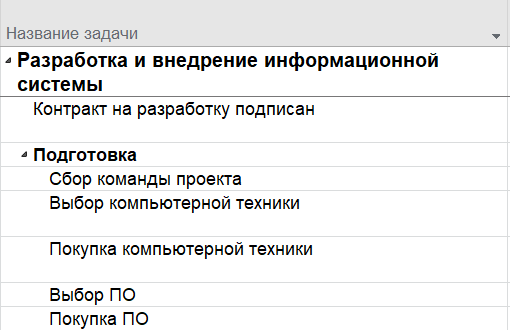 Название задачи
Разработка и внедрение информационной
системы
Контракт на разработку подписан
Подготовка
Сбор команды проекта
Выбор компьютерной техники
Покупка компьютерной техники
Выбор ПО
Покупка ПО